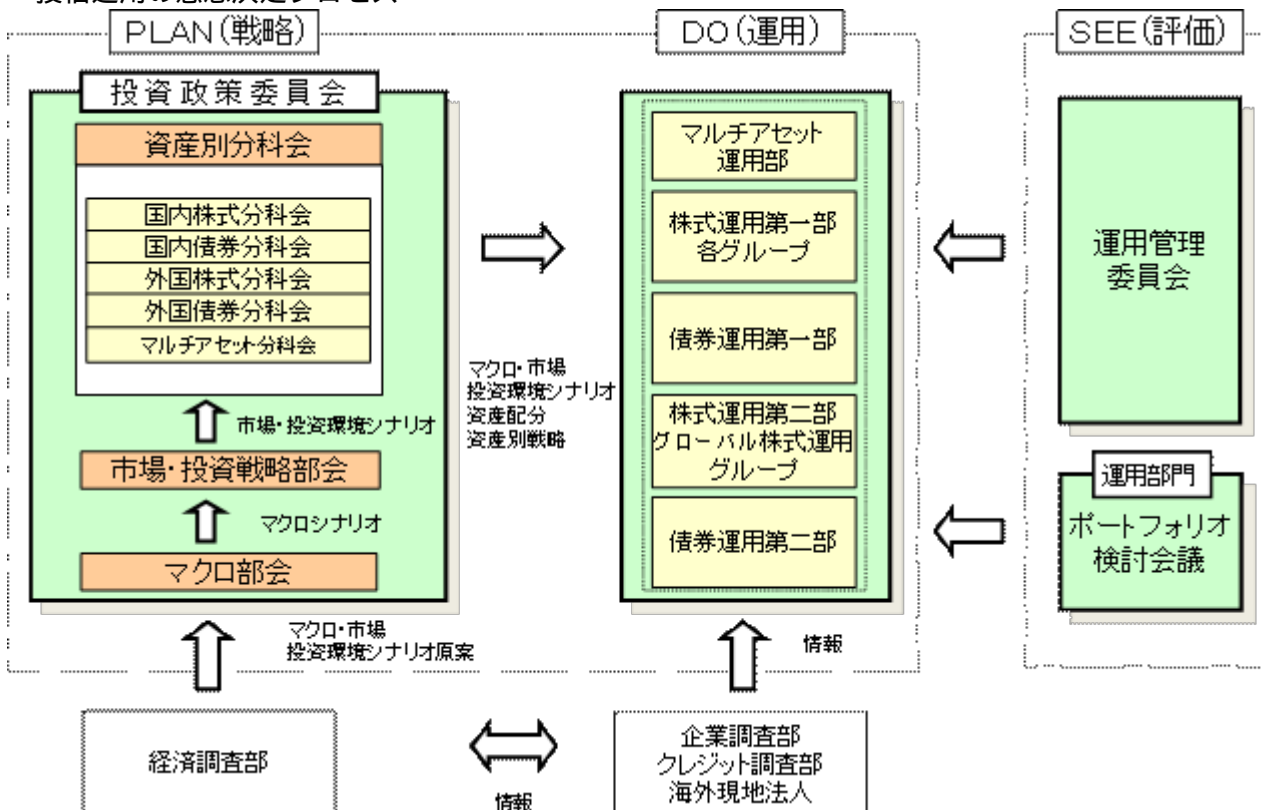 投信運用の意思決定プロセス
PLAN(戦略)
DO(運用)
SEE(評価)
投資政策委員会
資産別分科会
国内株式分科会
国内債券分科会
外国株式分科会
外国債券分科会
マルチアセット分科会
市場・投資環境シナリオ
市場・投資戦略部会
マクロシナリオ
マクロ部会
マクロ・市場
投資環境シナリオ原案
マクロ・市場
投資環境シナリオ
資産配分
資産別戦略
マルチアセット
運用部
株式運用第一部
各グループ
債券運用第一部
株式運用第二部
グローバル株式運用
グループ
債券運用第二部
情報
運用管理
委員会
運用部門
ポートフォリオ
検討会議
経済調査部
情報
企業調査部
クレジット調査部
海外現地法人